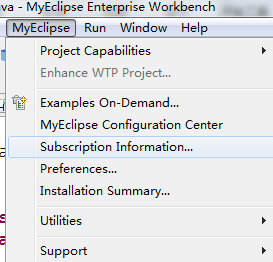 va - MyEclipse Enterprise Workbench
MyEclipse Run Window Help
Project Capabilities
Enhance WTP Project...
Examples On-Demand...
MyEclipse Configuration Center
Subscription Information...
Preferences...
Installation Summary...
Utilities
Support